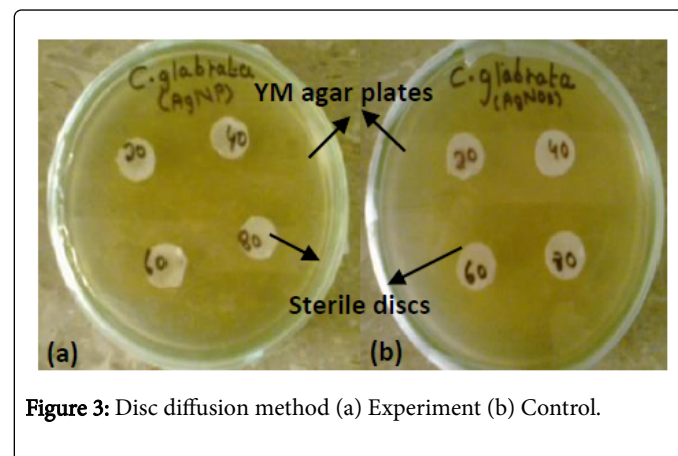 C. glabrata
(AgNP)
20
40
60
80
YM agar plates
Sterile discs
(a)
C. glabrata
(AgNO3)
20
40
60
80
(b)
Figure 3: Disc diffusion method (a) Experiment (b) Control.